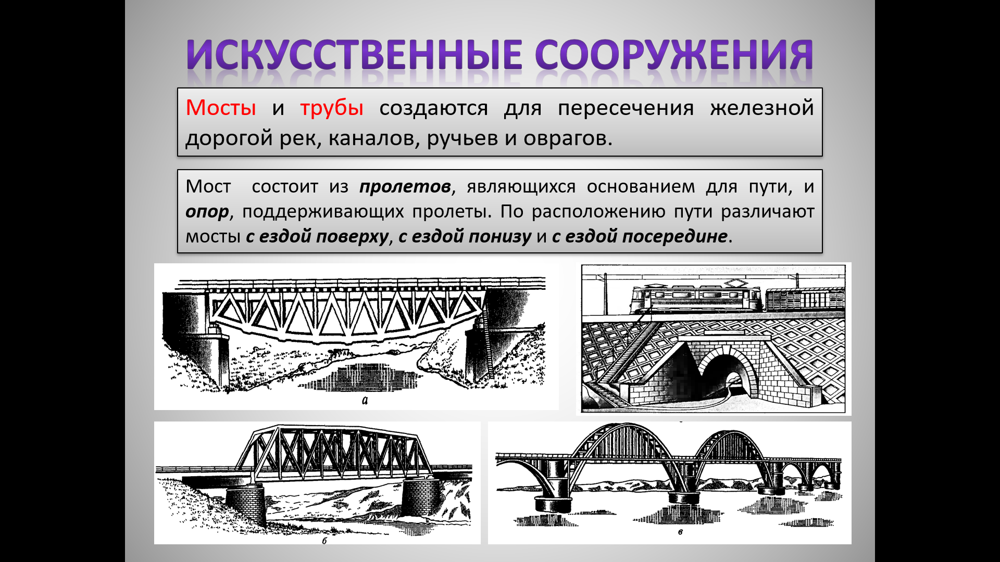 ИСКУССТВЕННЫЕ СООРУЖЕНИЯ
Мосты и трубы создаются для пересечения железной
дорогой рек, каналов, ручьев и оврагов.
Мост состоит из пролетов, являющихся основанием для пути, и
опор, поддерживающих пролеты. По расположению пути различают
мосты с ездой поверху, с ездой понизу и с ездой посередине.
а
б
в